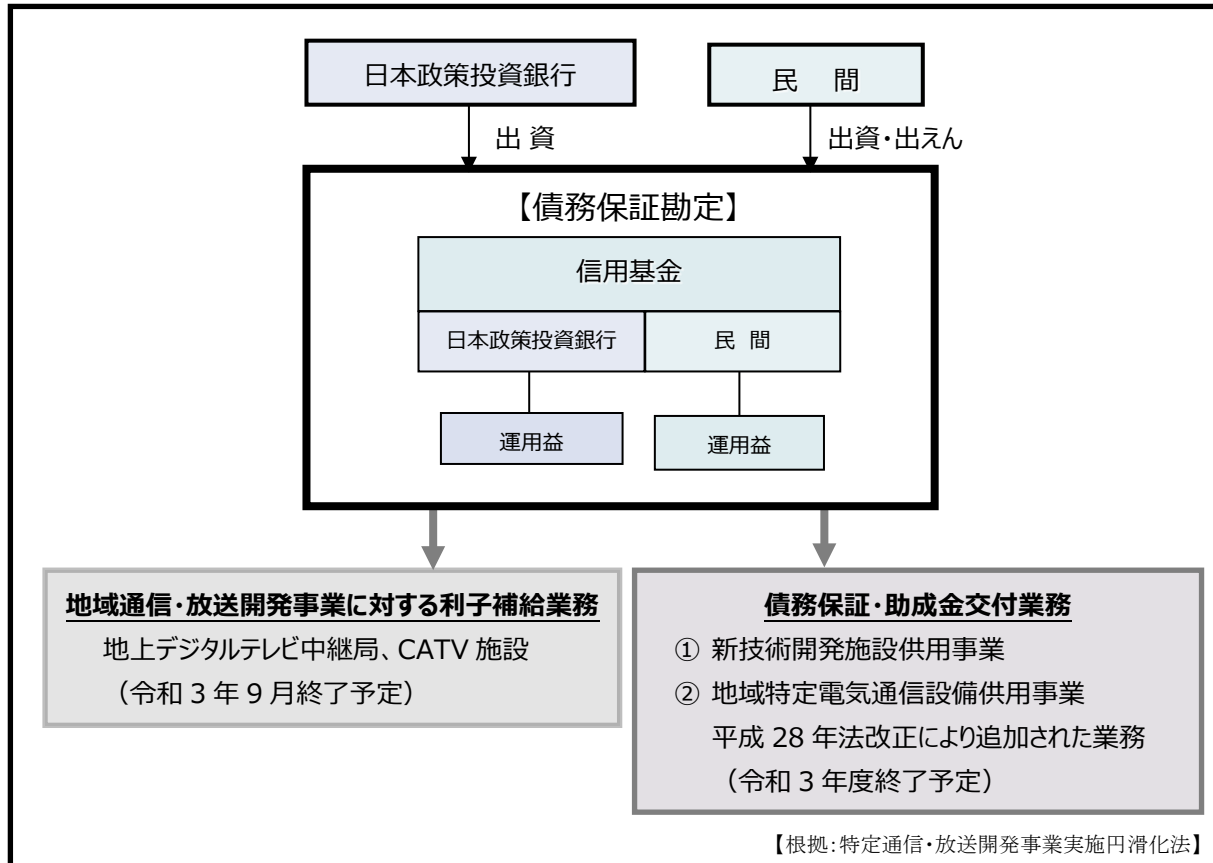 日本政策投資銀行
民 間
出 資
出資・出えん
【債務保証勘定】
信用基金
日本政策投資銀行
民 間
運用益
運用益
地域通信・放送開発事業に対する利子補給業務
地上デジタルテレビ中継局、CATV 施設
（令和 3 年 9 月終了予定）
債務保証・助成金交付業務
① 新技術開発施設供用事業
② 地域特定電気通信設備供用事業
平成 28 年法改正により追加された業務
（令和 3 年度終了予定）
【根拠：特定通信・放送開発事業実施円滑化法】